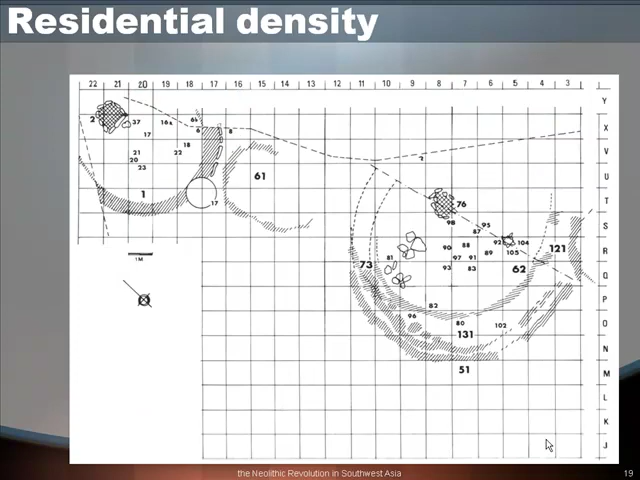 Residential density
22 21 20 19 18 17 16 15 14 13 12 11 10 9 8 7 6 5 4 3
Y
2 37 16a 6b 6 8 X
17
18 V
21 22 2
20
23 61 U
1 17 76 T
98 95 S
87
90 88 92 104 121 R
81 97 91 89 105
1M 73 93 83 62 Q
82 P
96 80 102 O
131 N
51 M
L
K
J
the Neolithic Revolution in Southwest Asia 19